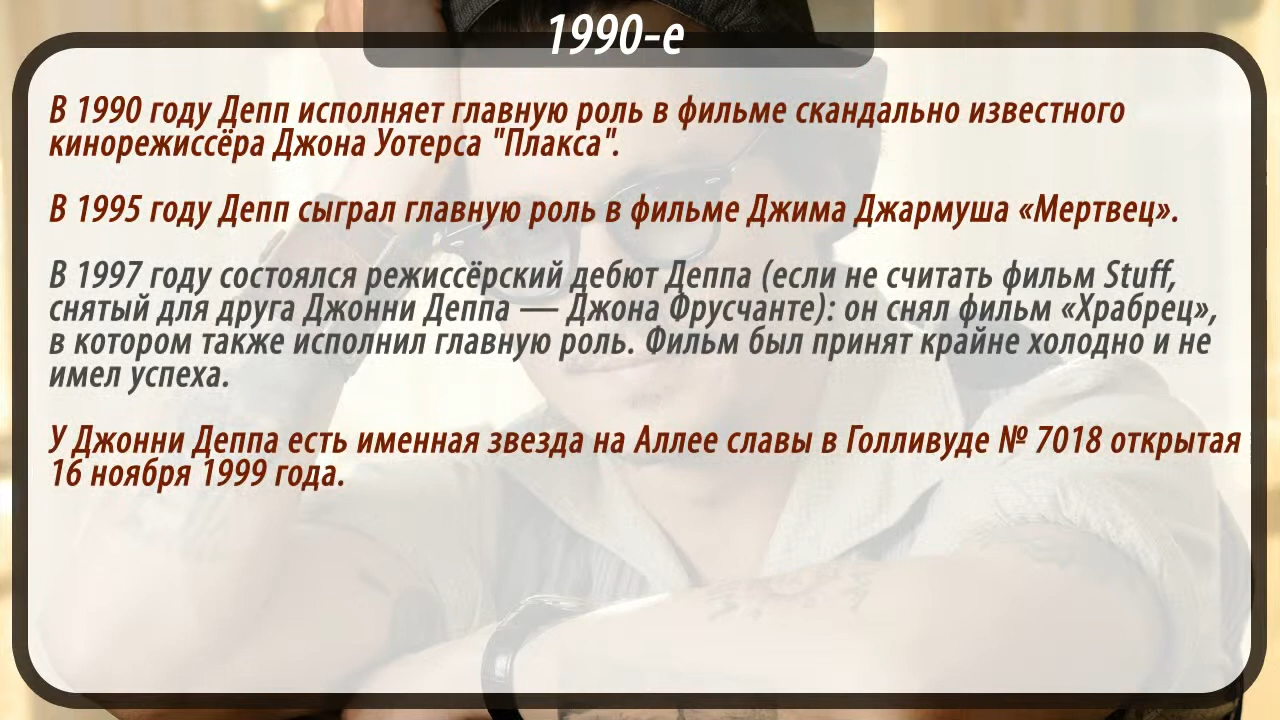 1990-е
В 1990 году Депп исполняет главную роль в фильме скандально известного
кинорежиссёра Джона Уотерса "Плакса".
В 1995 году Депп сыграл главную роль в фильме Джима Джармуша «Мертвец».
В 1997 году состоялся режиссёрский дебют Деппа (если не считать фильм Stuff,
снятый для друга Джонни Деппа — Джона Фрусчанте): он снял фильм «Храбрец»,
в котором также исполнил главную роль. Фильм был принят крайне холодно и не
имел успеха.
У Джонни Деппа есть именная звезда на Аллее славы в Голливуде № 7018 открытая
16 ноября 1999 года.